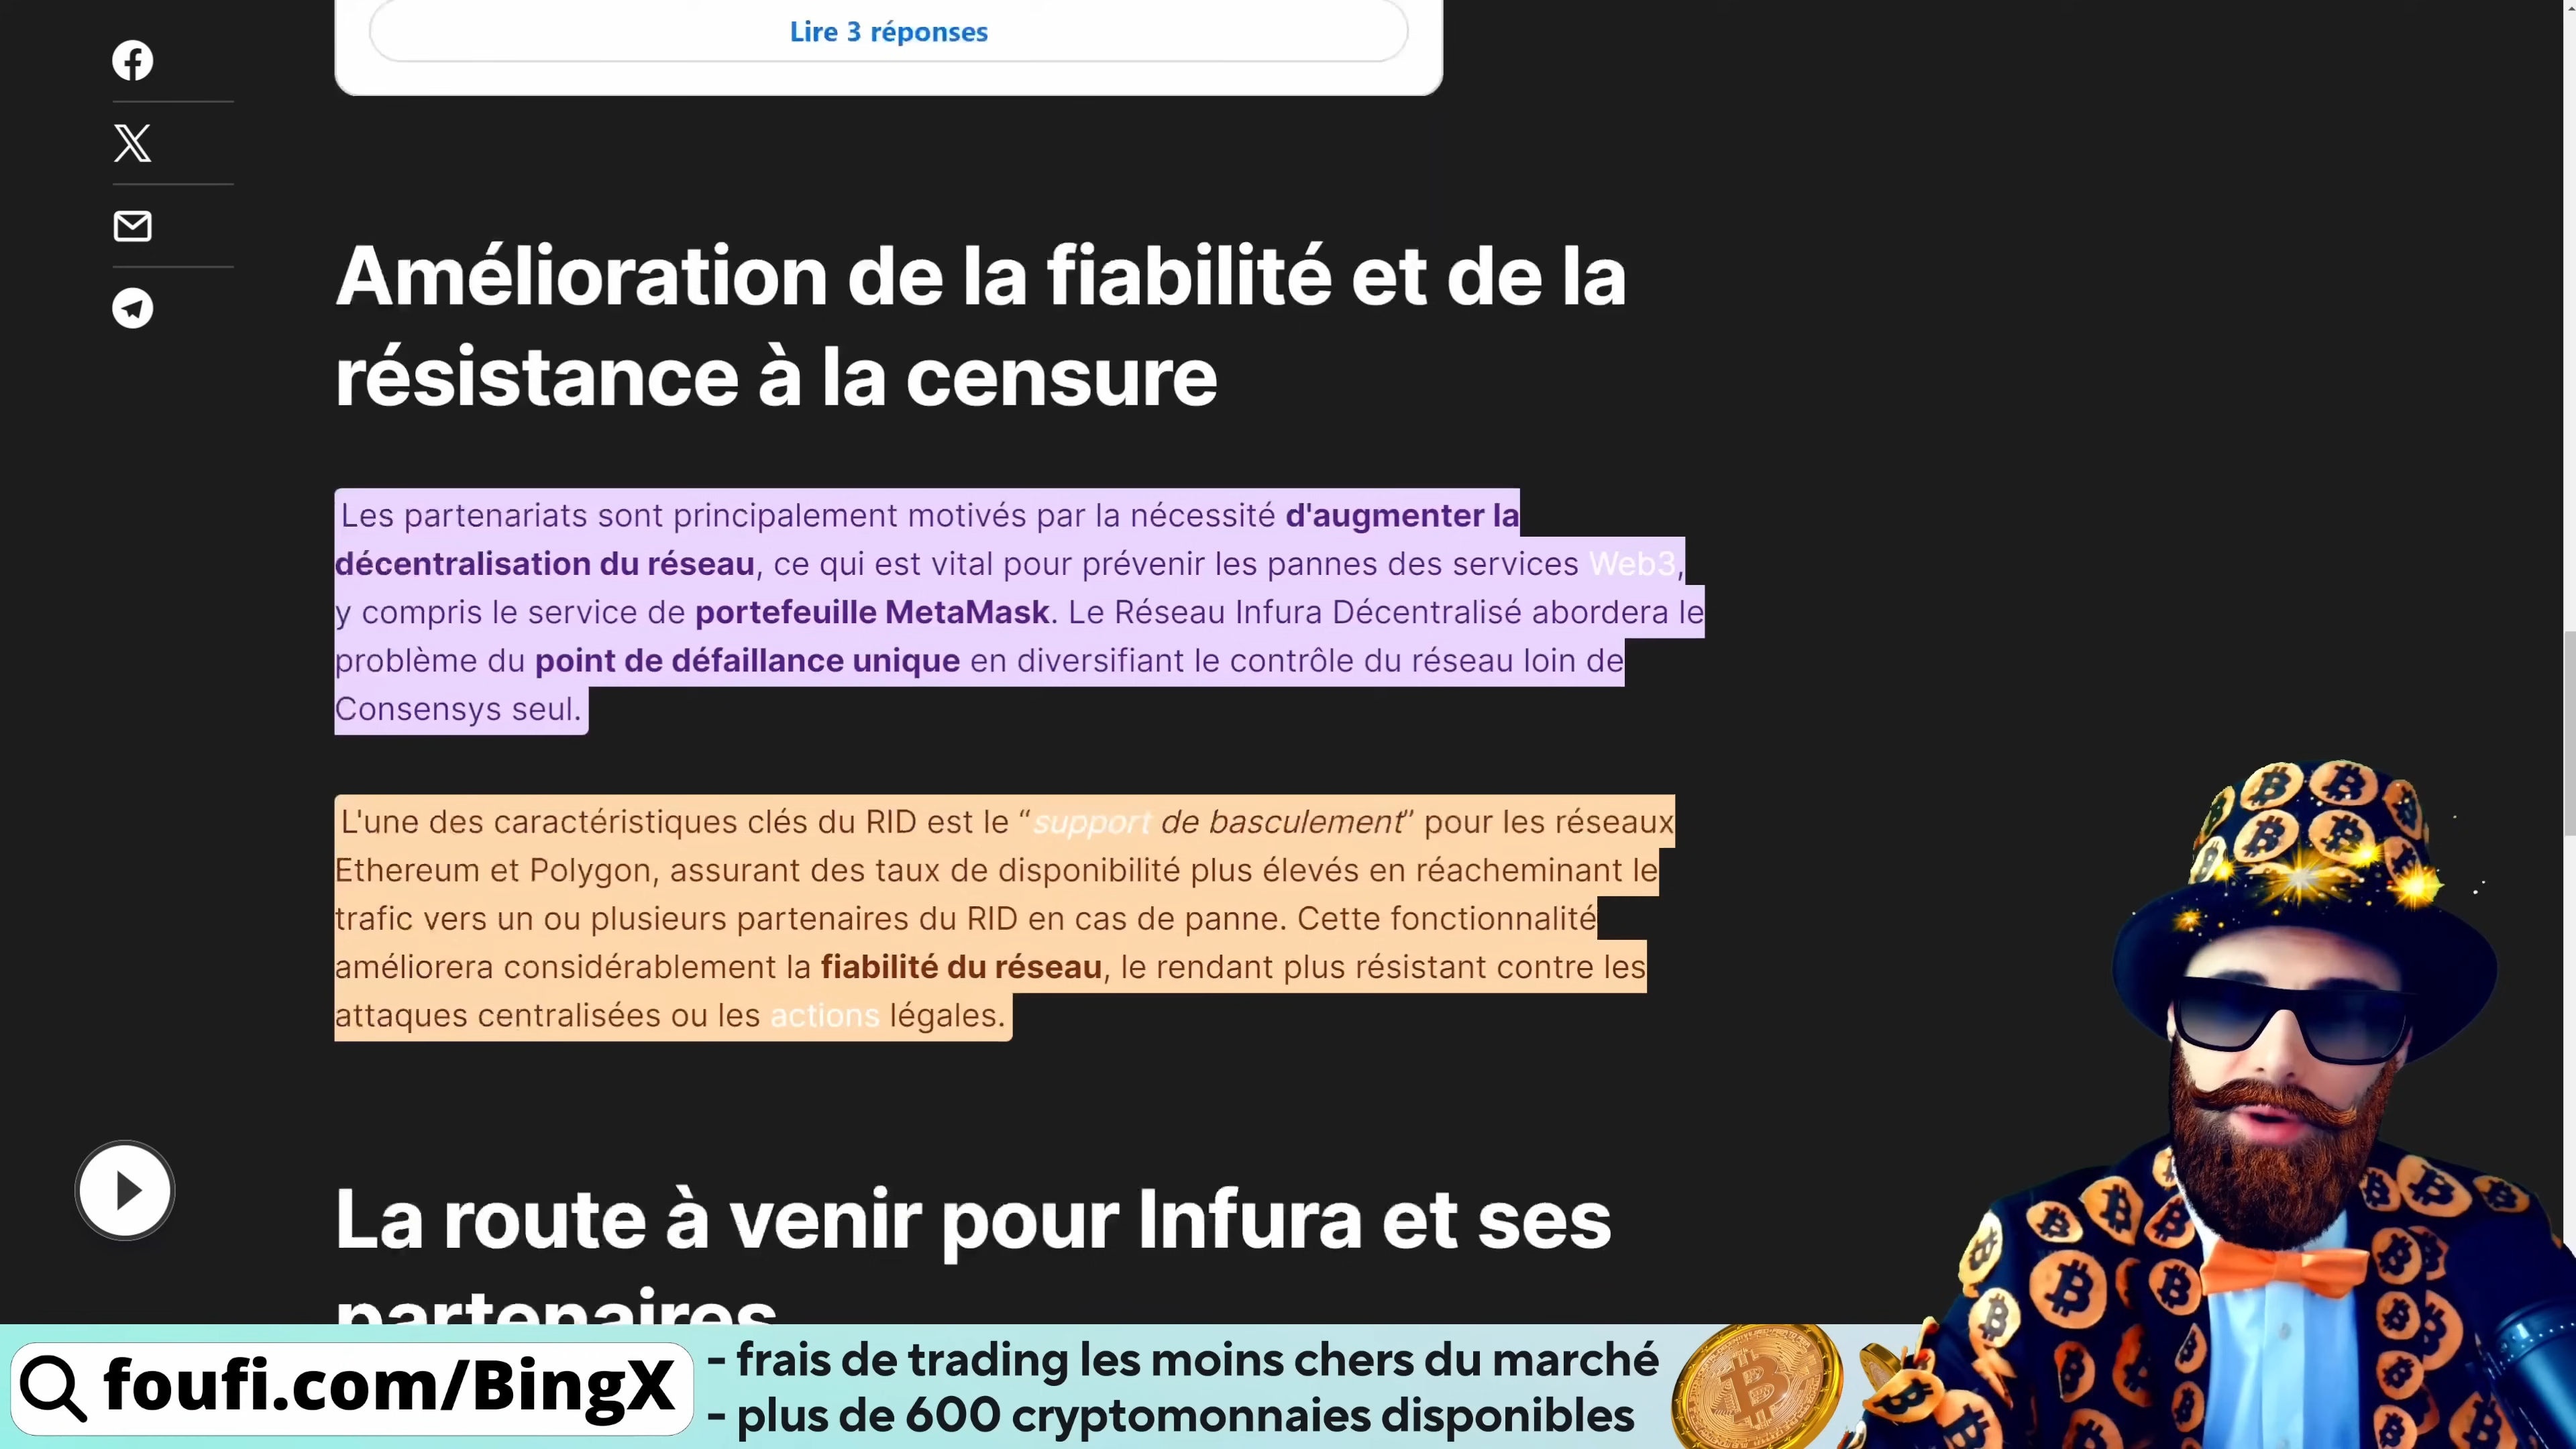 Lire 3 réponses
Amélioration de la fiabilité et de la
résistance à la censure
Les partenariats sont principalement motivés par la nécessité d'augmenter la
décentralisation du réseau, ce qui est vital pour prévenir les pannes des services Web3,
y compris le service de portefeuille MetaMask. Le Réseau Infura Décentralisé abordera le
problème du point de défaillance unique en diversifiant le contrôle du réseau loin de
Consensys seul.
L'une des caractéristiques clés du RID est le “support de basculement” pour les réseaux
Ethereum et Polygon, assurant des taux de disponibilité plus élevés en réacheminant le
trafic vers un ou plusieurs partenaires du RID en cas de panne. Cette fonctionnalité
améliorera considérablement la fiabilité du réseau, le rendant plus résistant contre les
attaques centralisées ou les actions légales.
La route à venir pour Infura et ses
partenaires
foufi.com/BingX
- frais de trading les moins chers du marché
- plus de 600 cryptomonnaies disponibles